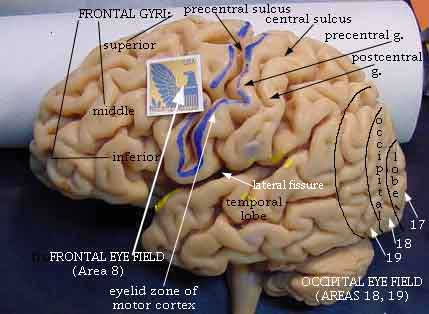 FRONTAL GYRI:
precentral sulcus
central sulcus
superior
precentral g.
postcentral
g.
USA
middle
inferior
occipital
lobe
lateral fissure
temporal
lobe
17
18
19
FRONTAL EYE FIELD
(Area 8)
eyelid zone of
motor cortex
OCCIPITAL EYE FIELD
(AREAS 18, 19)